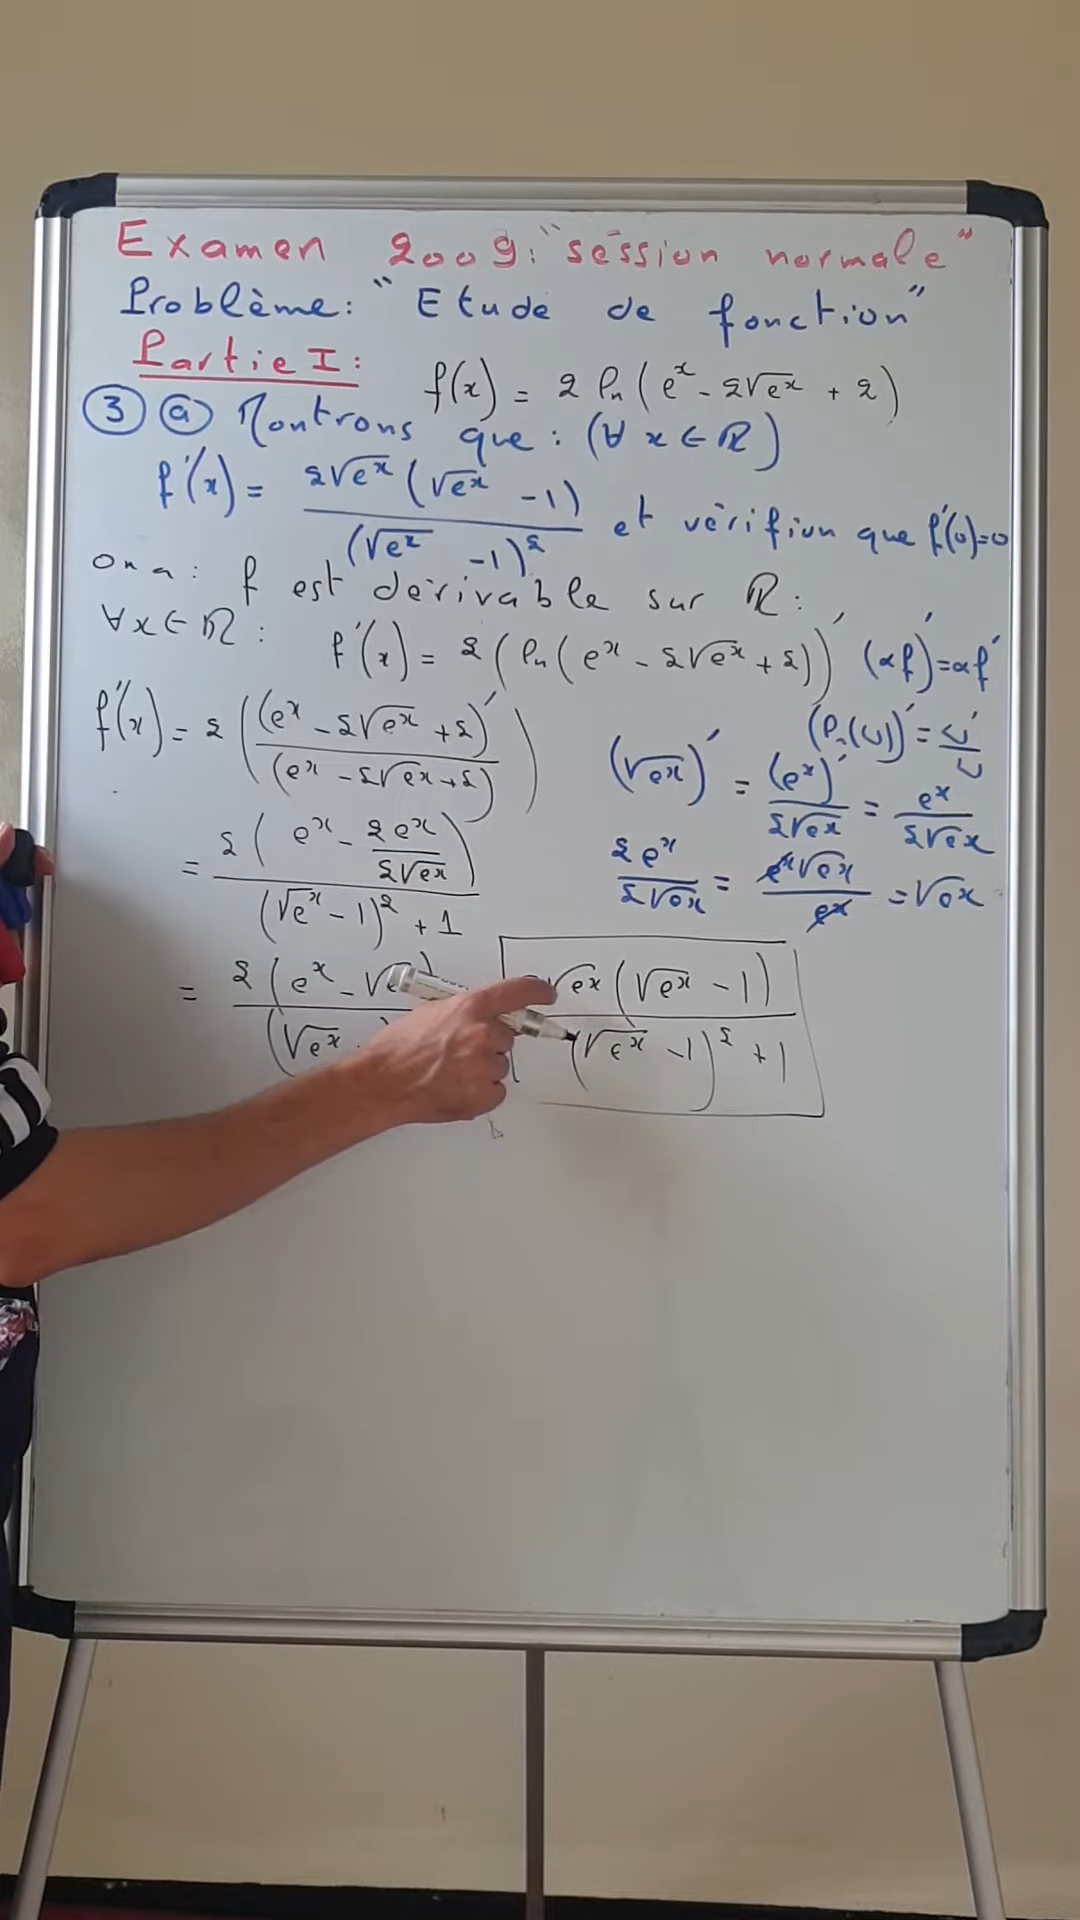 Examen 2009: "session normale"
Problème: "Etude de fonction"
Partie I:
f(x) = 2 ln(e^x - 2√e^x + 2)
③ ⓐ Montrons que : (∀ x ∈ ℝ)
f'(x) = 2√e^x (√e^x - 1) / (√e^x - 1)^2 et vérifion que f'(0)=0
on a : f est dérivable sur ℝ :
∀x ∈ ℝ : f'(x) = 2 (ln(e^x - 2√e^x + 2))' (αf)' = αf'
(ln(U))' = U'/U
f'(x) = 2 ((e^x - 2√e^x + 2)' / (e^x - 2√e^x + 2)) (√e^x)' = (e^x)' / 2√e^x = e^x / 2√e^x
= 2 (e^x - 2e^x / 2√e^x) / (√e^x - 1)^2 + 1 2e^x / 2√e^x = e^x√e^x / e^x = √e^x
= 2 (e^x - √e / (√e^x √e^x (√e^x - 1) / (√e^x - 1)^2 + 1